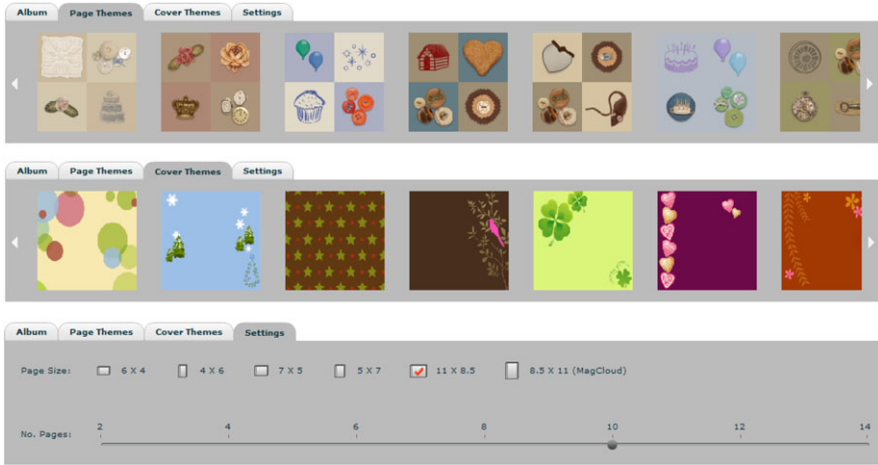 Album Page Themes Cover Themes Settings
Album Page Themes Cover Themes Settings
Album Page Themes Cover Themes Settings
Page Size: 6 X 4 4 X 6 7 X 5 5 X 7 11 X 8.5 8.5 X 11 (MagCloud)
2 4 6 8 10 12 14
No. Pages: